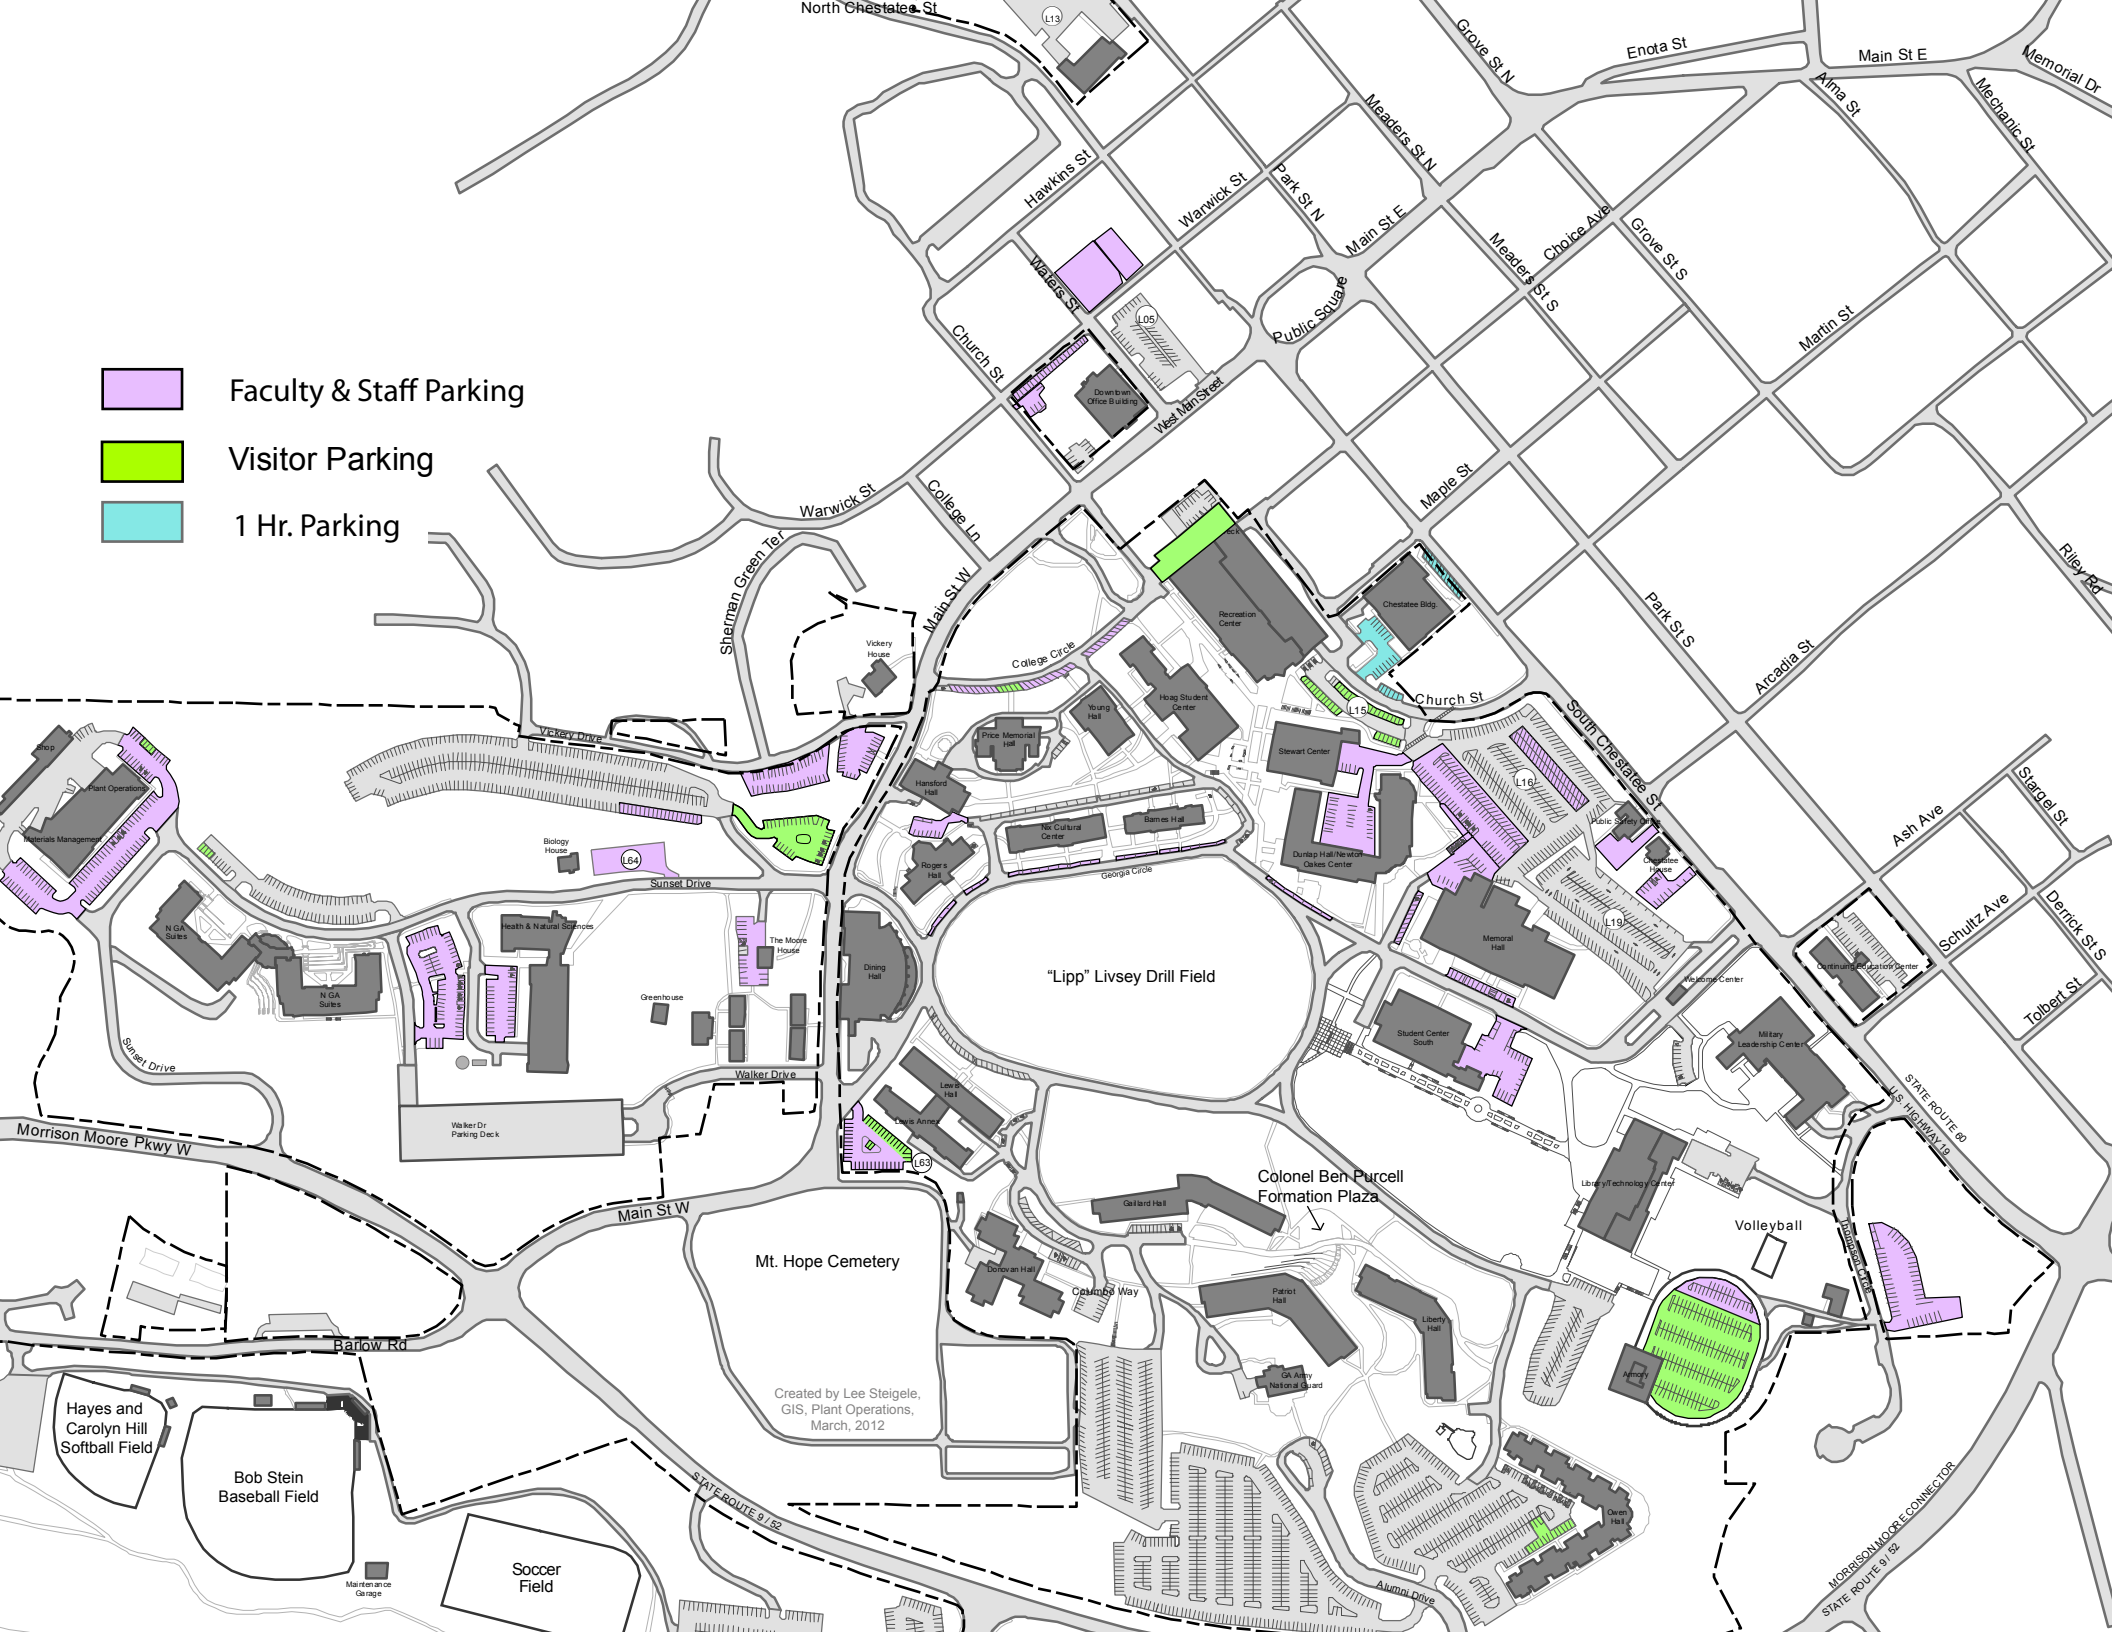 North Chestatee St
L13
Grove St N
Enota St
Main St E
Memorial Dr
Alma St
Mechanic St
Meaders St N
Hawkins St
Warwick St
Park St N
Main St E
Choice Ave
Grove St S
Meaders St S
Waters St
Public Square
L05
Church St
Martin St
Faculty & Staff Parking
Visitor Parking
1 Hr. Parking
Downtown
Office Building
West Main Street
Maple St
College Ln
Warwick St
Sherman Green Ter
Main St W
Riley Rd
Park St S
Arcadia St
Chestatee Bldg.
Recreation
Center
Vickery
House
College Circle
Church St
Hoag Student
Center
Young
Hall
Price Memorial
Hall
L15
Stewart Center
South Chestatee St
Vickery Drive
Shop
Plant Operations
Materials Management
Hansford
Hall
L16
Stargel St
Ash Ave
Nix Cultural
Center
Barnes Hall
Public Safety Office
Biology
House
L64
Dunlap Hall/Newton
Oakes Center
Chestatee
House
Rogers
Hall
Georgia Circle
Sunset Drive
Derrick St S
Schultz Ave
N GA
Suites
Health & Natural Sciences
L19
The Moore
House
Memoral
Hall
Dining
Hall
“Lipp” Livsey Drill Field
Continuing Education Center
Welcome Center
N GA
Suites
Greenhouse
Tolbert St
Student Center
South
Military
Leadership Center
Sunset Drive
Walker Drive
Lewis
Hall
STATE ROUTE 60
U.S. HIGHWAY 19
Lewis Annex
Walker Dr
Parking Deck
Morrison Moore Pkwy W
L63
Colonel Ben Purcell
Formation Plaza
Library/Technology Center
Gaillard Hall
Main St W
Volleyball
Thompson Circle
Mt. Hope Cemetery
Donovan Hall
Columbo Way
Patriot
Hall
Liberty
Hall
Barlow Rd
GA Army
National Guard
Armory
Created by Lee Steigele,
GIS, Plant Operations,
March, 2012
Hayes and
Carolyn Hill
Softball Field
Bob Stein
Baseball Field
STATE ROUTE 9 / 52
Owen
Hall
MORRISON MOORE CONNECTOR
STATE ROUTE 9 / 52
Soccer
Field
Maintenance
Garage
Alumni Drive